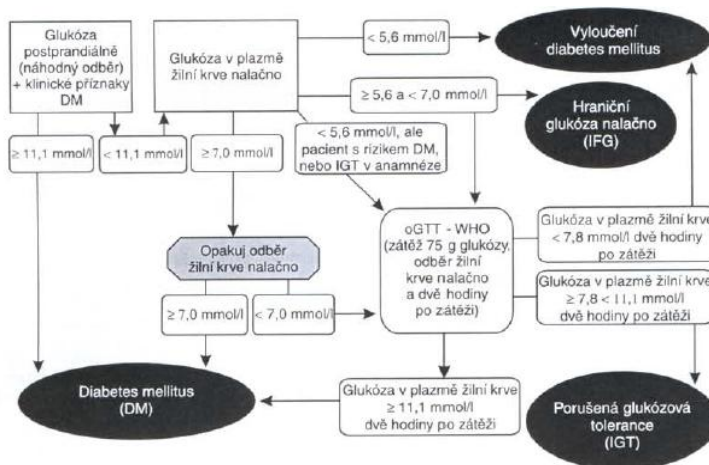 Glukóza
postprandiálně
(náhodný odběr)
+ klinické příznaky
DM
Glukóza v plazmě
žilní krve nalačno
< 5,6 mmol/l
Vyloučení
diabetes mellitus
≥ 5,6 a < 7,0 mmol/l
Hraniční
glukóza nalačno
(IFG)
≥ 11,1 mmol/l
< 11,1 mmol/l
≥ 7,0 mmol/l
< 5,6 mmol/l, ale
pacient s rizikem DM,
nebo IGT v anamnéze
Opakuj odběr
žilní krve nalačno
oGTT - WHO
(zátěž 75 g glukózy,
odběr žilní
krve nalačno
a dvě hodiny
po zátěži)
Glukóza v plazmě žilní krve
< 7,8 mmol/l dvě hodiny
po zátěži
Glukóza v plazmě žilní krve
≥ 7,8 < 11,1 mmol/l
dvě hodiny po zátěži
≥ 7,0 mmol/l
< 7,0 mmol/l
Diabetes mellitus
(DM)
Glukóza v plazmě žilní krve
≥ 11,1 mmol/l
dvě hodiny po zátěži
Porušená glukózová
tolerance
(IGT)